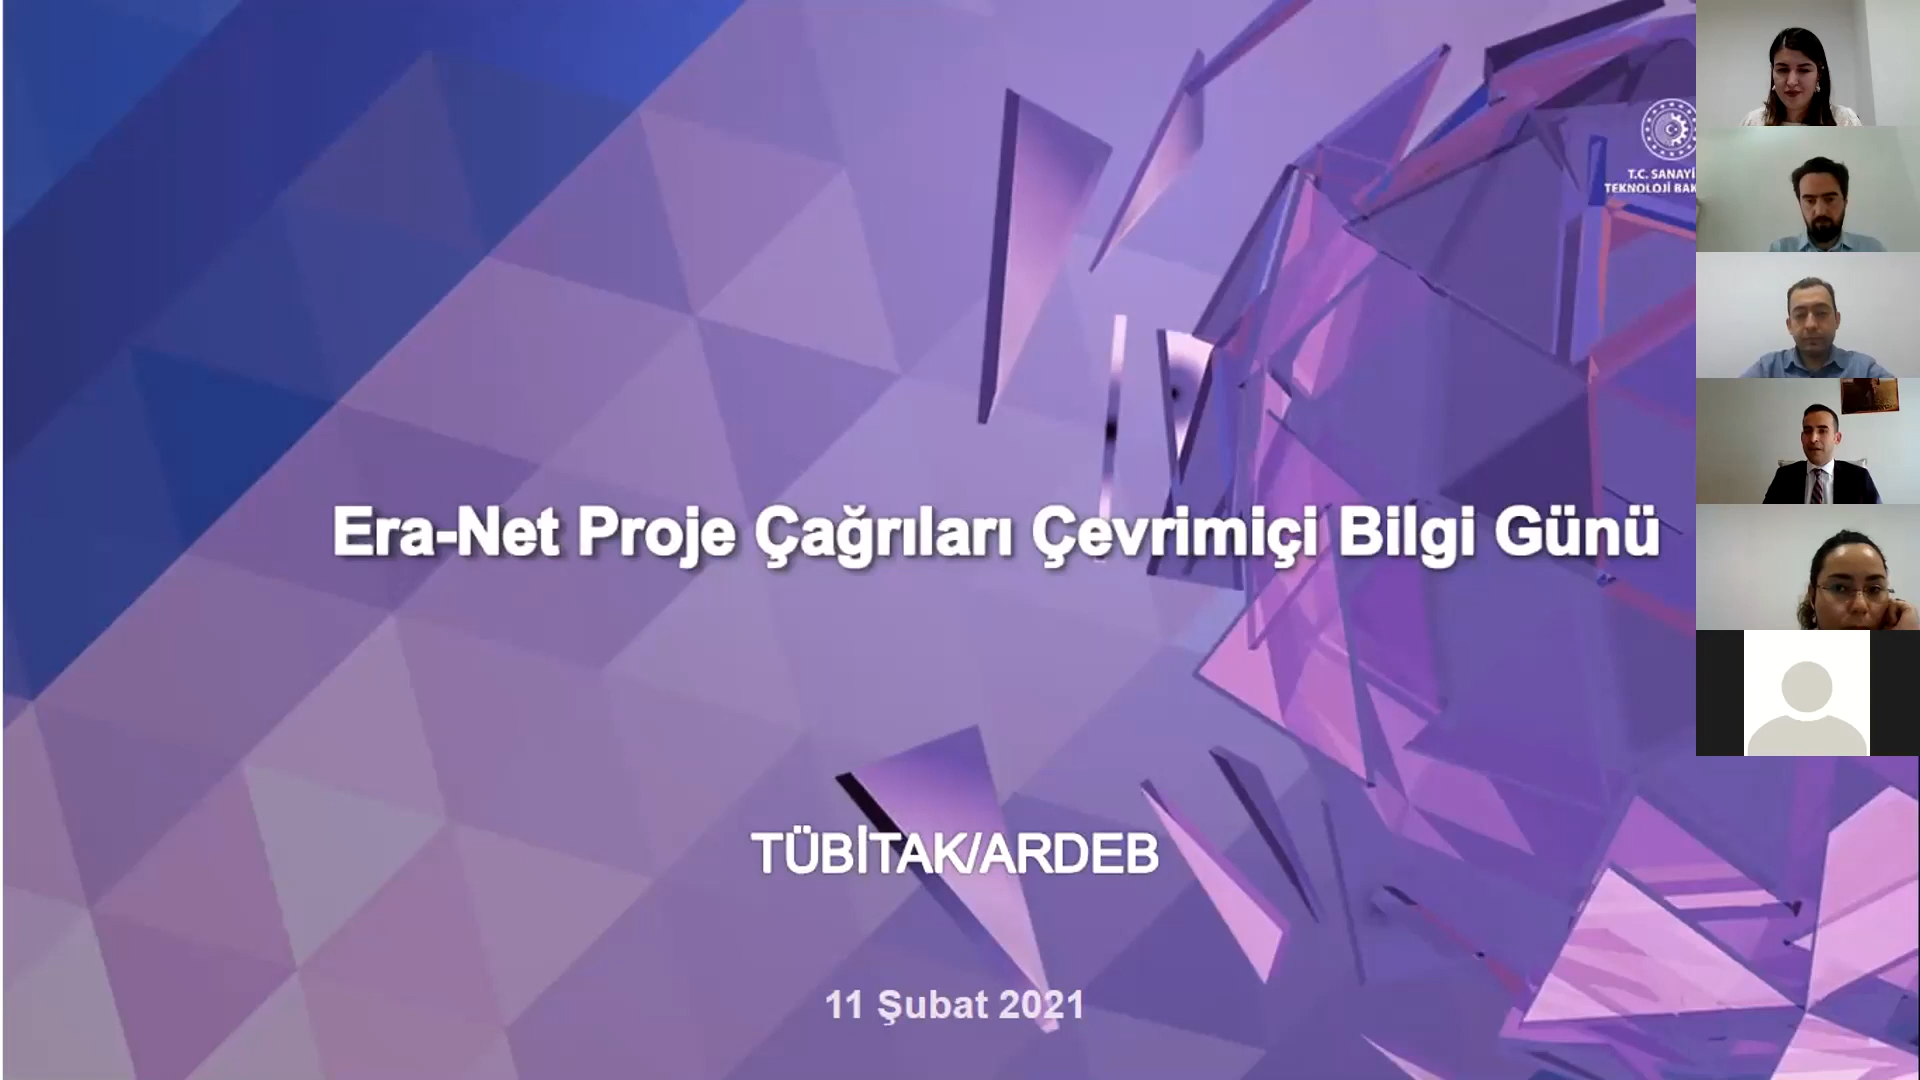 T.C. SANAYİ
TEKNOLOJİ BAK
Era-Net Proje Çağrıları Çevrimiçi Bilgi Günü
TÜBİTAK/ARDEB
11 Şubat 2021